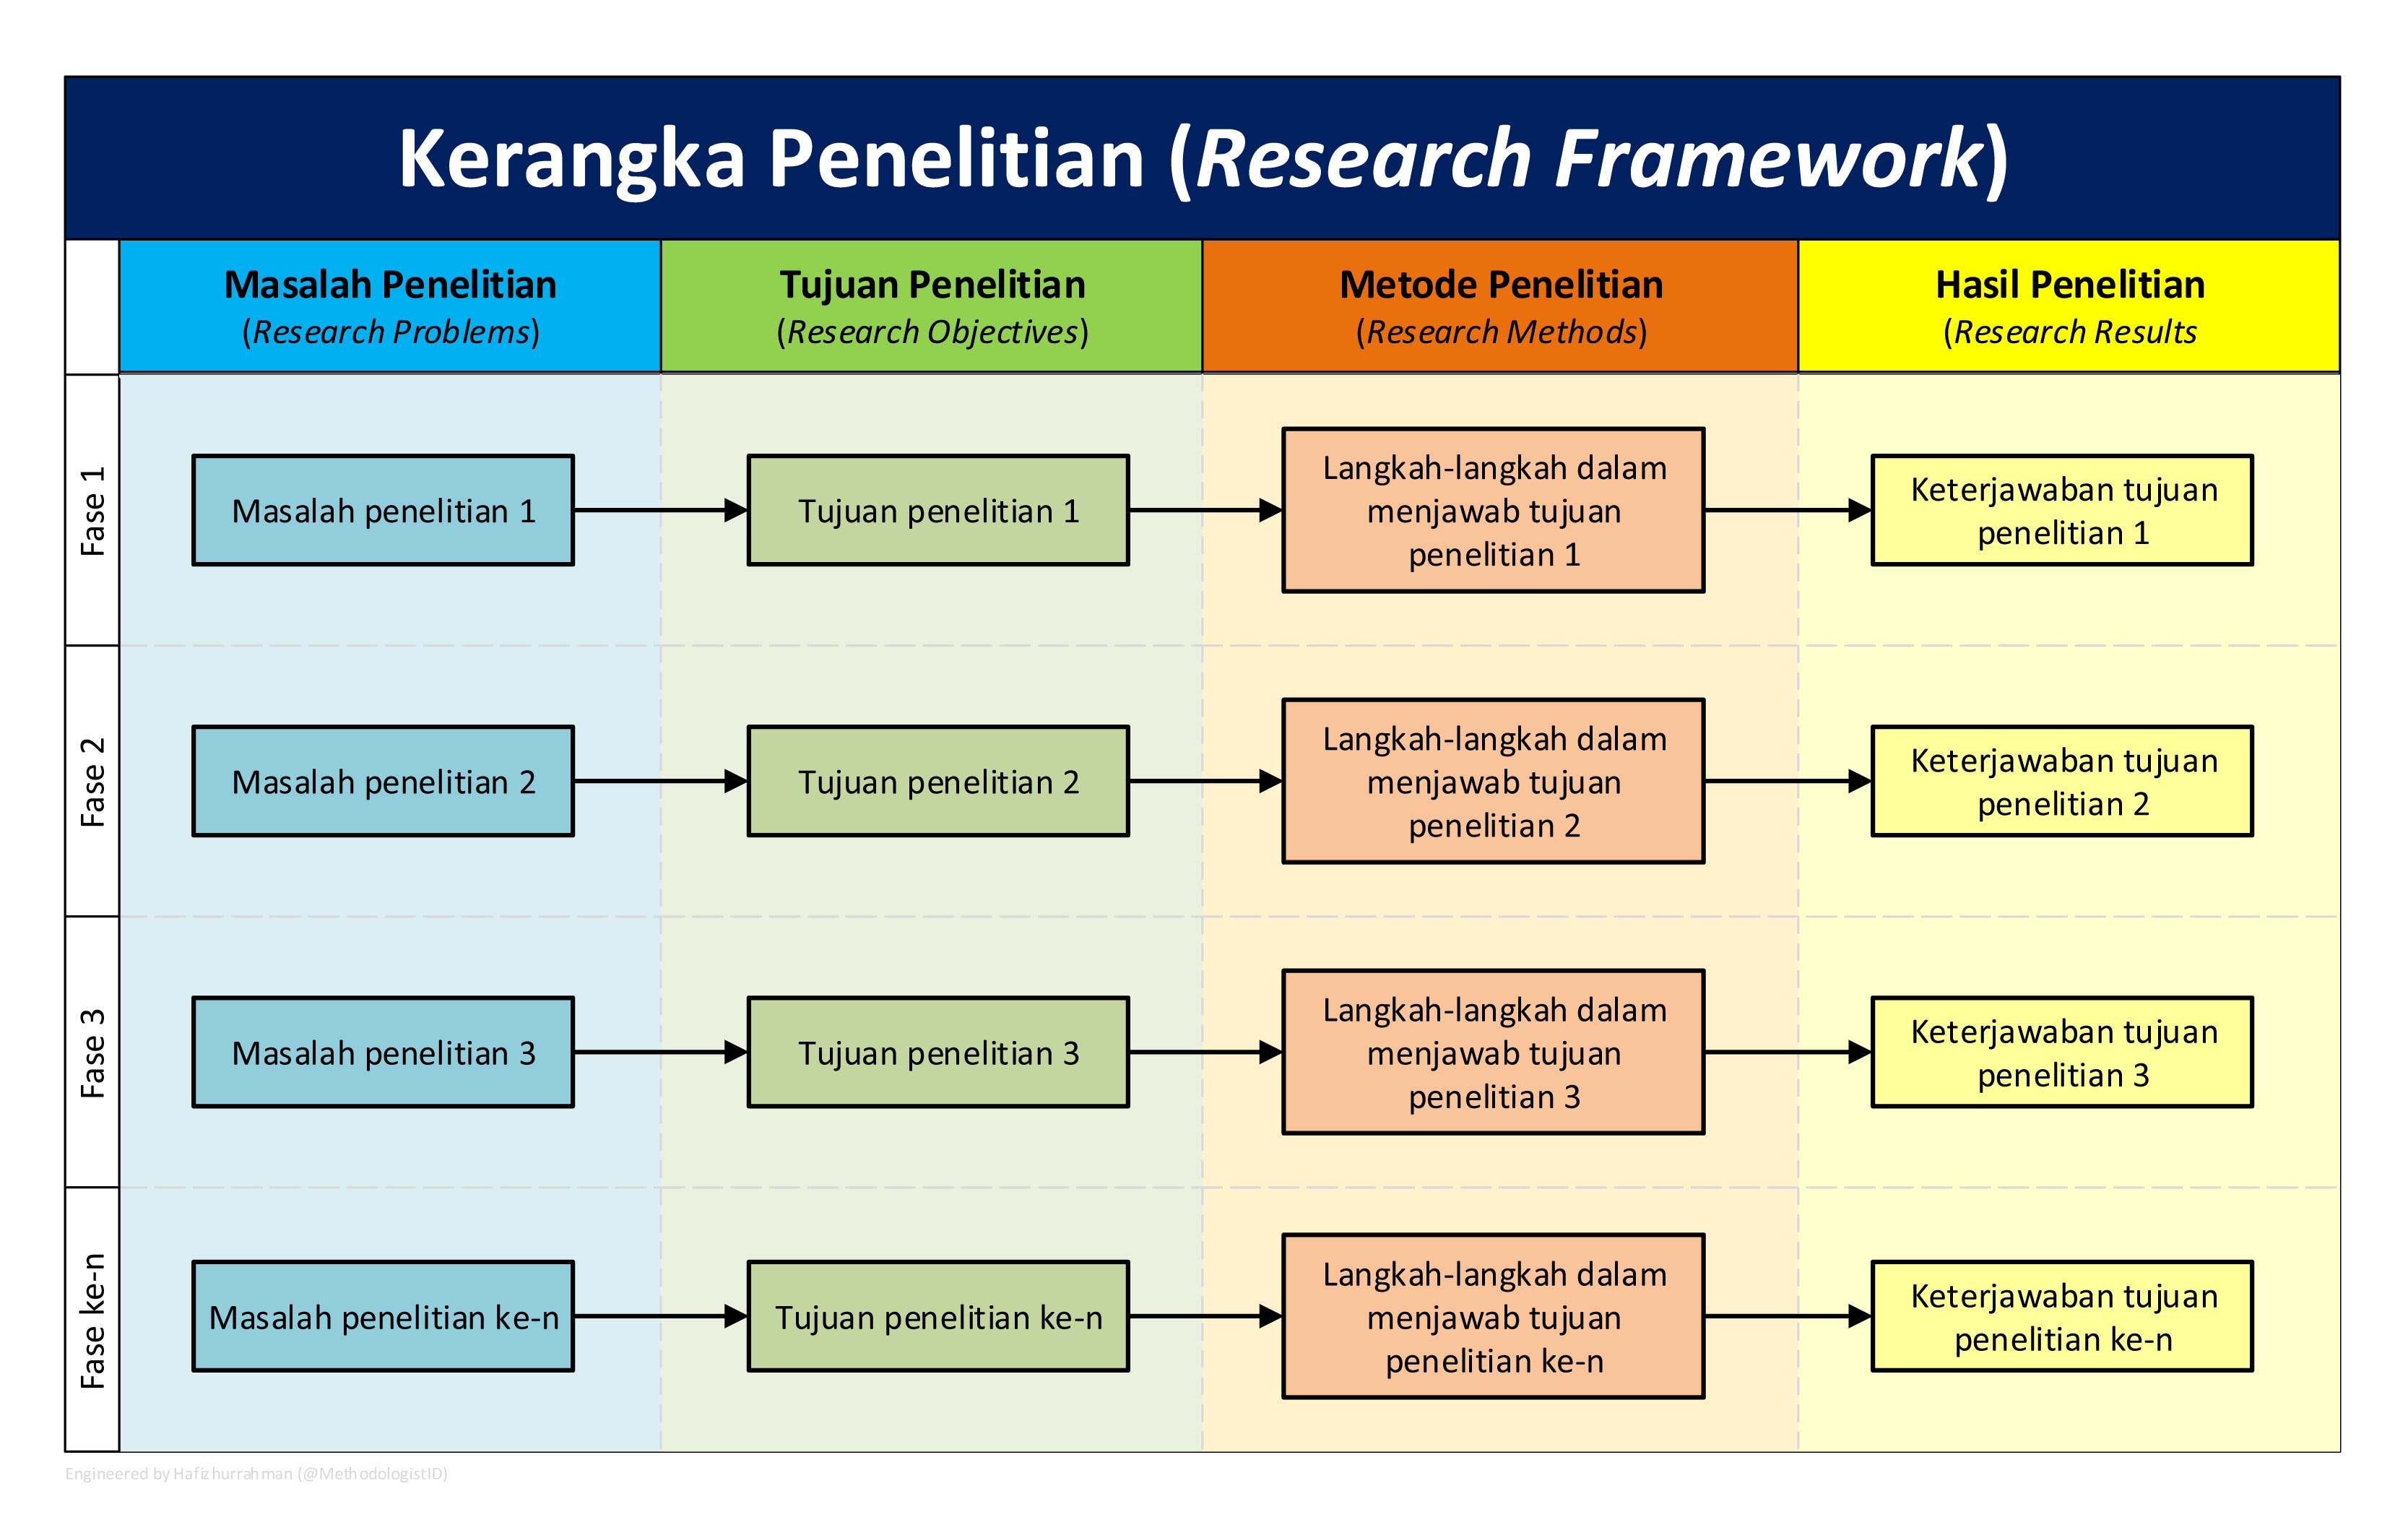 Kerangka Penelitian (Research Framework)
Masalah Penelitian
(Research Problems)
Tujuan Penelitian
(Research Objectives)
Metode Penelitian
(Research Methods)
Hasil Penelitian
(Research Results
Fase 1
Masalah penelitian 1
Tujuan penelitian 1
Langkah-langkah dalam
menjawab tujuan
penelitian 1
Keterjawaban tujuan
penelitian 1
Fase 2
Masalah penelitian 2
Tujuan penelitian 2
Langkah-langkah dalam
menjawab tujuan
penelitian 2
Keterjawaban tujuan
penelitian 2
Fase 3
Masalah penelitian 3
Tujuan penelitian 3
Langkah-langkah dalam
menjawab tujuan
penelitian 3
Keterjawaban tujuan
penelitian 3
Fase ke-n
Masalah penelitian ke-n
Tujuan penelitian ke-n
Langkah-langkah dalam
menjawab tujuan
penelitian ke-n
Keterjawaban tujuan
penelitian ke-n
Engineered by Hafizhurrahman (@MethodologistID)